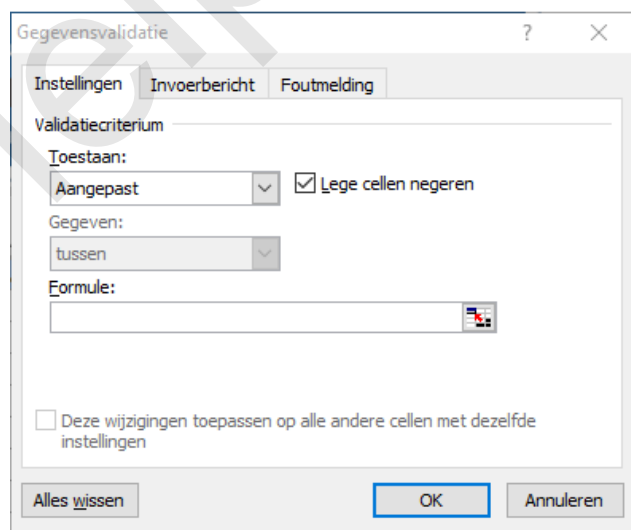 Gegevensvalidatie
Instellingen Invoerbericht Foutmelding
Validatiecriterium
Toestaan:
Aangepast
Lege cellen negeren
Gegeven:
tussen
Formule:
Deze wijzigingen toepassen op alle andere cellen met dezelfde
instellingen
Alles wissen OK Annuleren